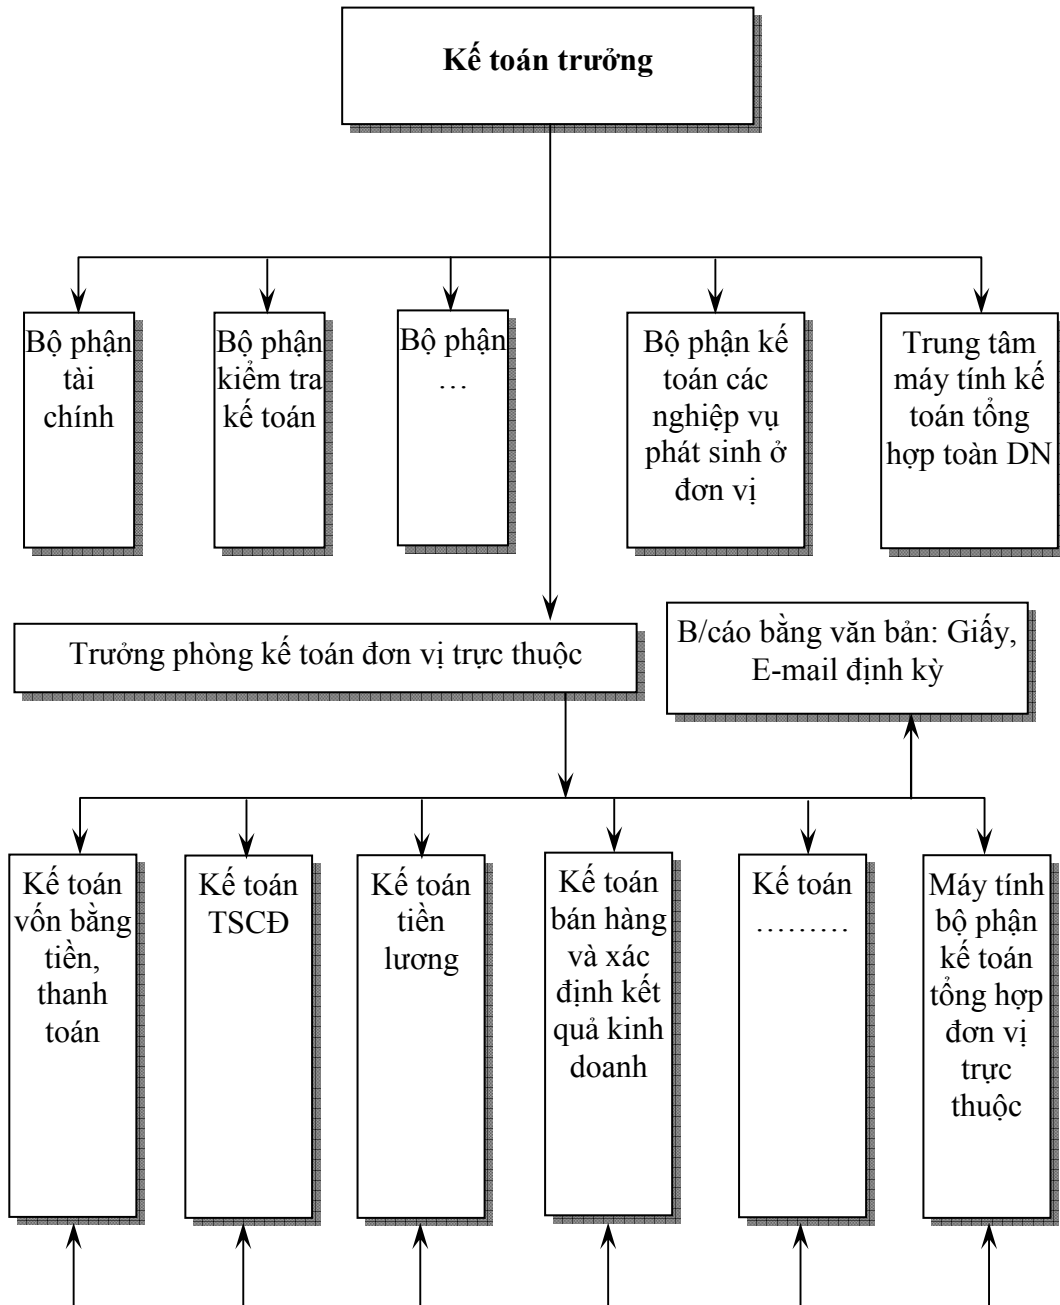 Kế toán trưởng
Bộ phận
tài
chính
Bộ phận
kiểm tra
kế toán
Bộ phận
…
Bộ phận kế
toán các
nghiệp vụ
phát sinh ở
đơn vị
Trung tâm
máy tính kế
toán tổng
hợp toàn DN
Trưởng phòng kế toán đơn vị trực thuộc
B/cáo bằng văn bản: Giấy,
E-mail định kỳ
Kế toán
vốn bằng
tiền,
thanh
toán
Kế toán
TSCĐ
Kế toán
tiền
lương
Kế toán
bán hàng
và xác
định kết
quả kinh
doanh
Kế toán
………
Máy tính
bộ phận
kế toán
tổng hợp
đơn vị
trực
thuộc